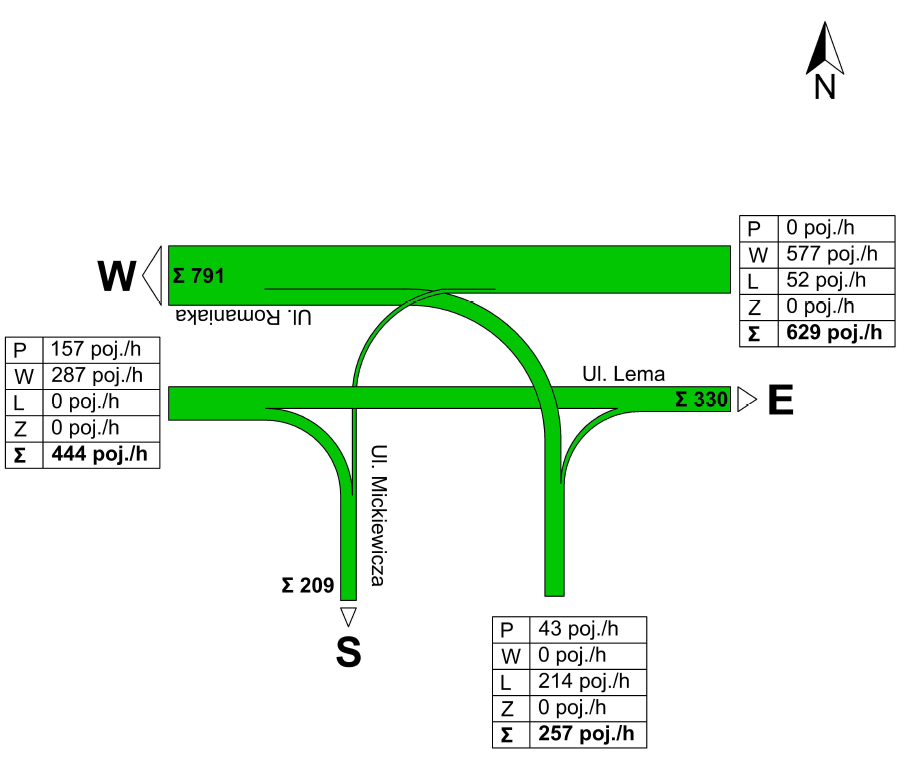 N
P 0 poj./h
W 577 poj./h
L 52 poj./h
Z 0 poj./h
Σ 629 poj./h
W
Σ 791
Ul. Romaniaka
P 157 poj./h
W 287 poj./h
L 0 poj./h
Z 0 poj./h
Σ 444 poj./h
Ul. Lema
Σ 330
E
Ul. Mickiewicza
Σ 209
S
P 43 poj./h
W 0 poj./h
L 214 poj./h
Z 0 poj./h
Σ 257 poj./h